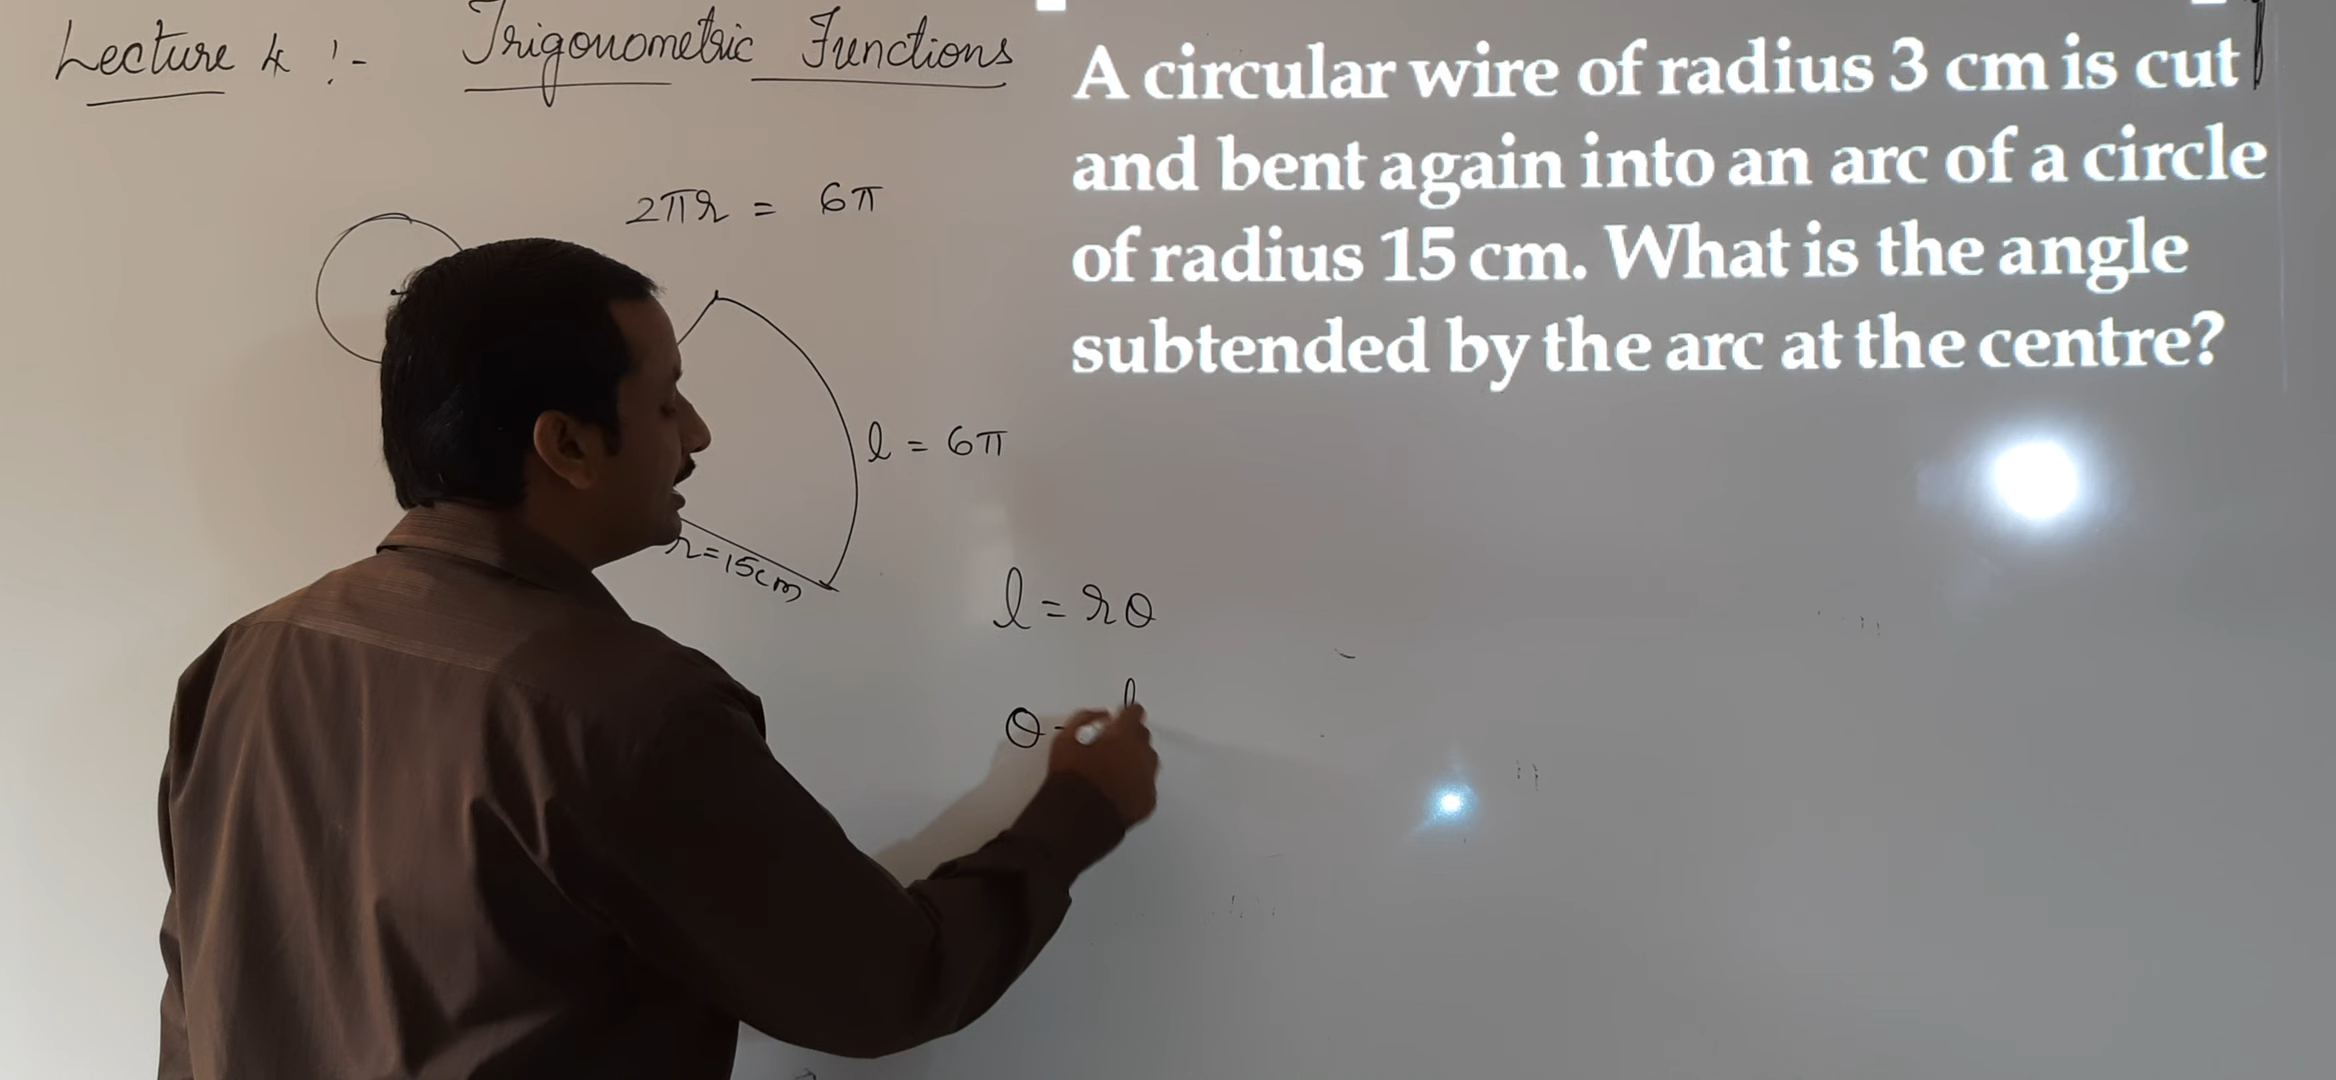 Lecture 4 :- Trigonometric Functions
A circular wire of radius 3 cm is cut
and bent again into an arc of a circle
of radius 15 cm. What is the angle
subtended by the arc at the centre?
2πr = 6π
l = 6π
r=15cm
l = rθ
θ = l